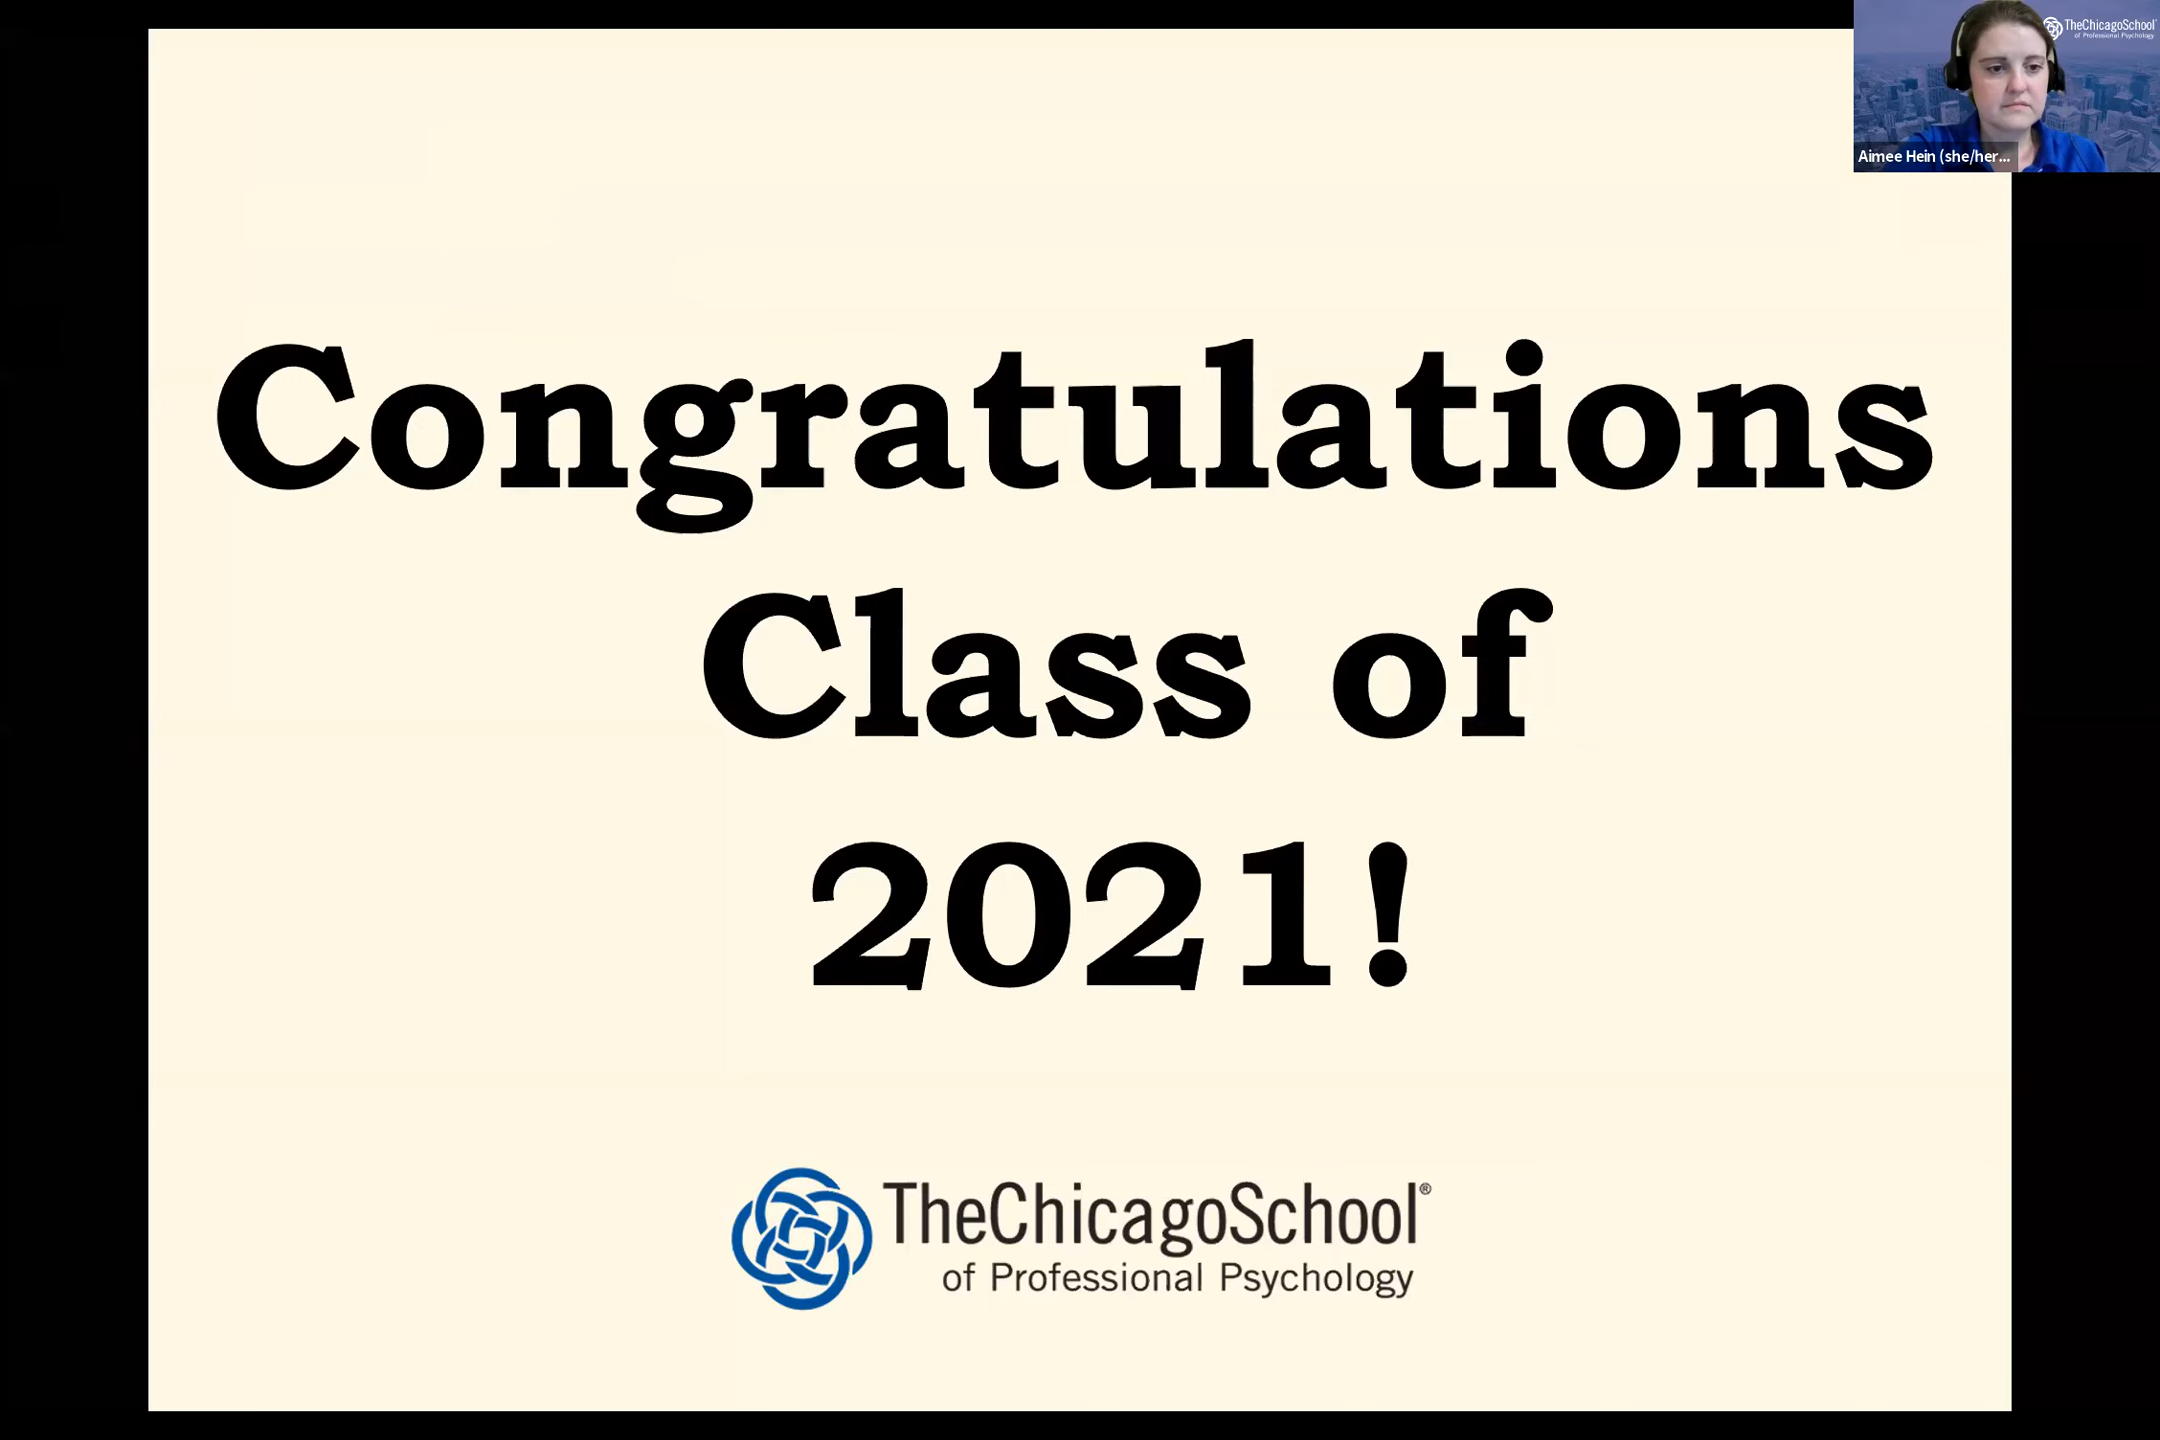 TheChicagoSchool
of Professional Psychology
Aimee Hein (she/her...
Congratulations
Class of
2021!
TheChicagoSchool®
of Professional Psychology